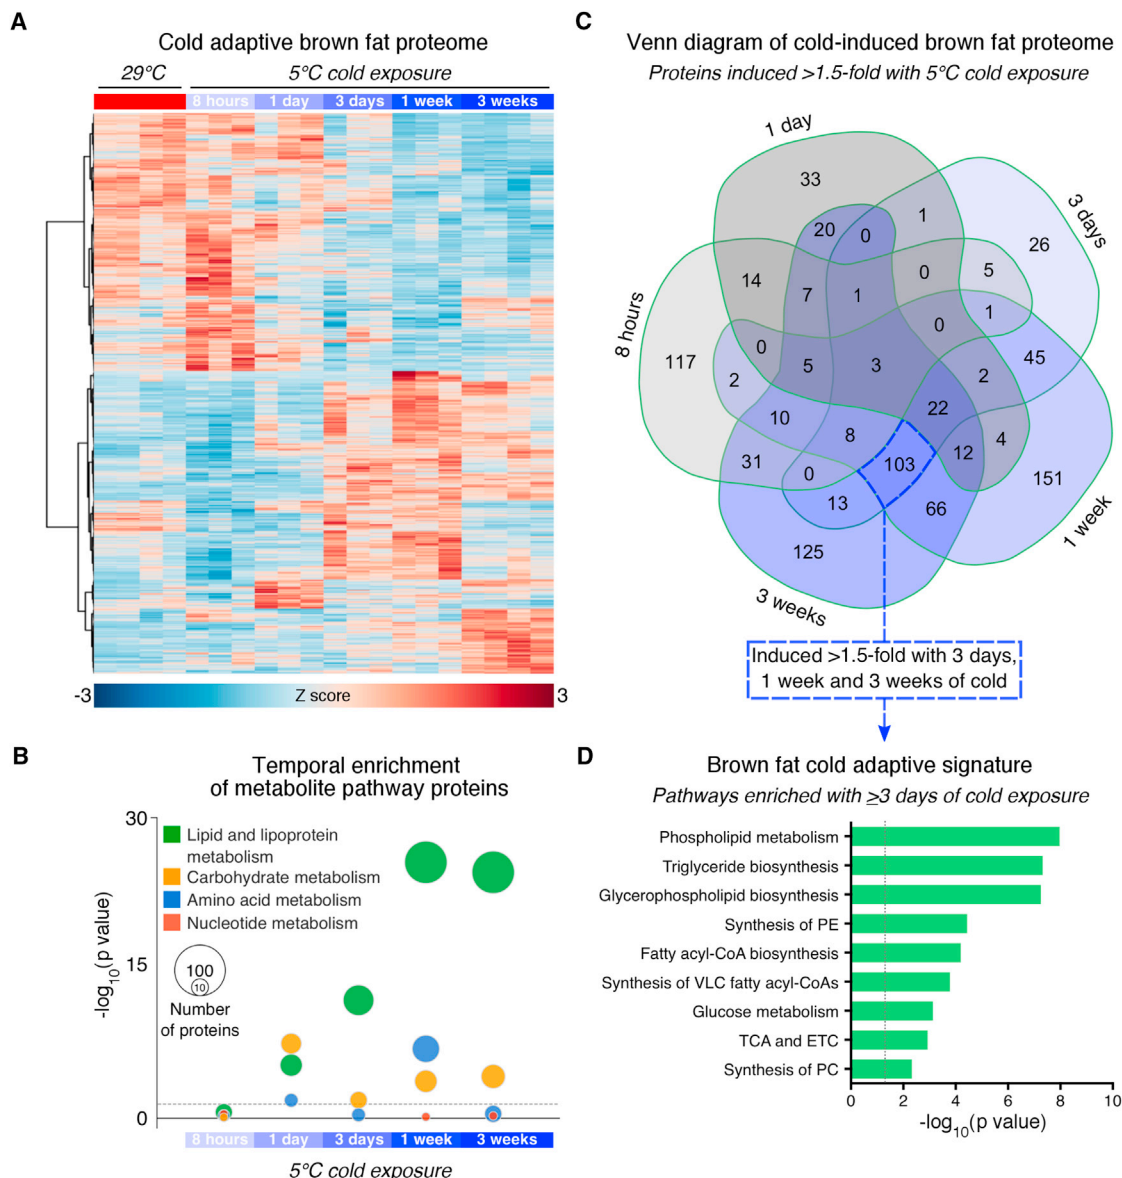 A
Cold adaptive brown fat proteome
29°C
5°C cold exposure
8 hours
1 day
3 days
1 week
3 weeks
-3
Z score
3
B
Temporal enrichment
of metabolite pathway proteins
30
15
0
-log10(p value)
Lipid and lipoprotein
metabolism
Carbohydrate metabolism
Amino acid metabolism
Nucleotide metabolism
100
10
Number
of proteins
8 hours
1 day
3 days
1 week
3 weeks
5°C cold exposure
C
Venn diagram of cold-induced brown fat proteome
Proteins induced >1.5-fold with 5°C cold exposure
1 day
3 days
8 hours
1 week
3 weeks
33
20
0
1
26
14
7
1
0
5
1
0
117
0
5
3
2
45
2
10
22
8
4
31
0
103
12
151
13
66
125
Induced >1.5-fold with 3 days,
1 week and 3 weeks of cold
D
Brown fat cold adaptive signature
Pathways enriched with ≥3 days of cold exposure
Phospholipid metabolism
Triglyceride biosynthesis
Glycerophospholipid biosynthesis
Synthesis of PE
Fatty acyl-CoA biosynthesis
Synthesis of VLC fatty acyl-CoAs
Glucose metabolism
TCA and ETC
Synthesis of PC
0 2 4 6 8 10
-log10(p value)